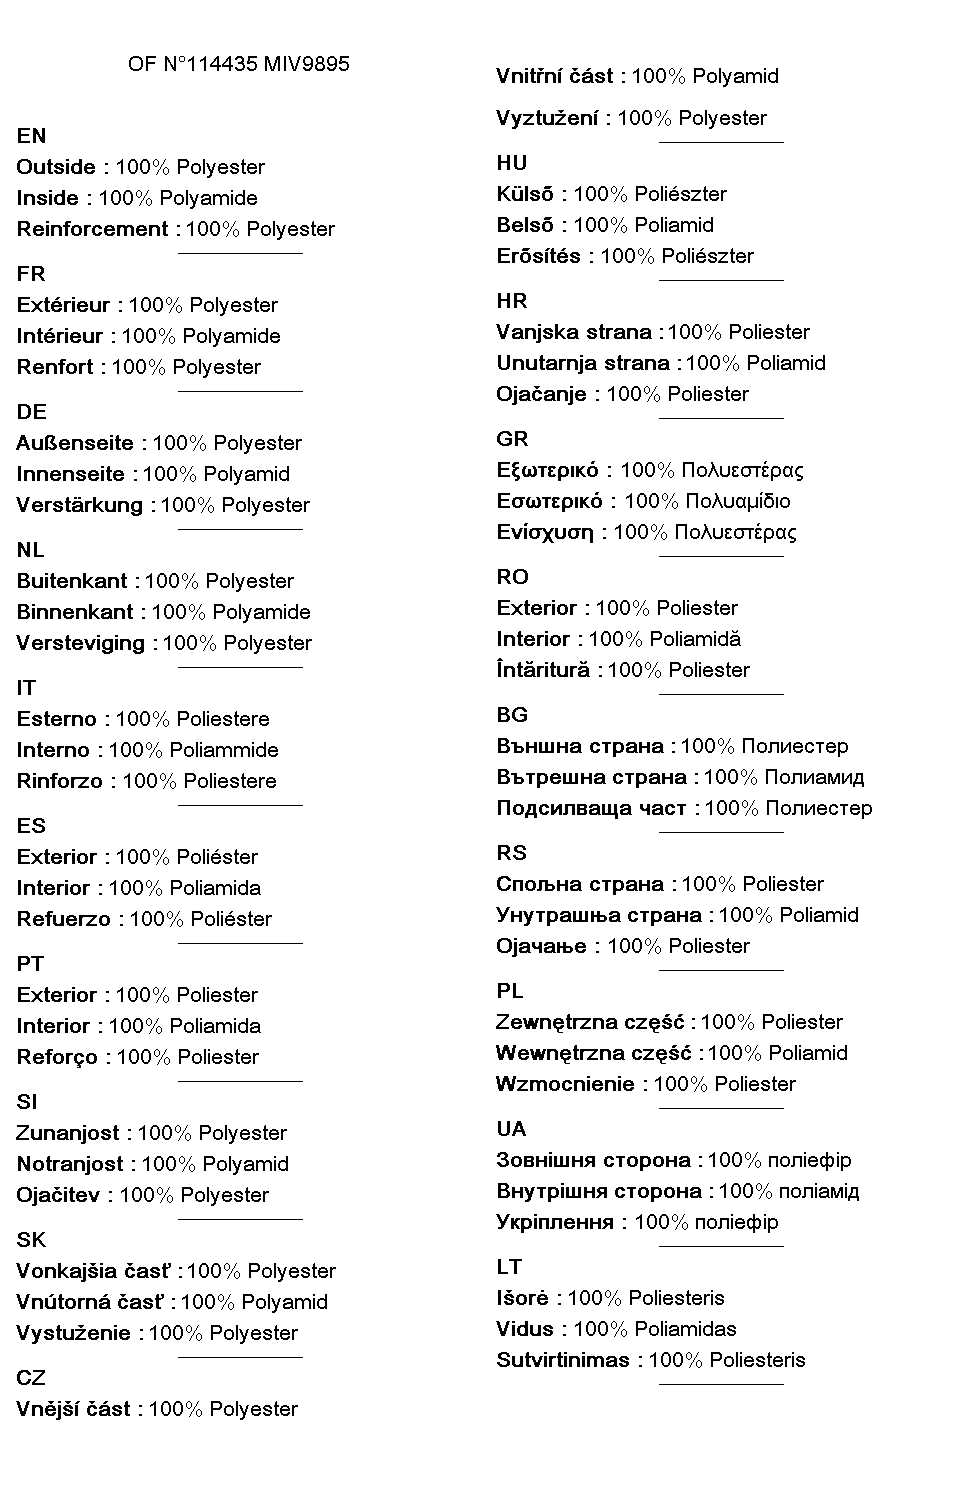 OF N°114435 MIV9895
EN
Outside : 100% Polyester
Inside : 100% Polyamide
Reinforcement : 100% Polyester
FR
Extérieur : 100% Polyester
Intérieur : 100% Polyamide
Renfort : 100% Polyester
DE
Außenseite : 100% Polyester
Innenseite : 100% Polyamid
Verstärkung : 100% Polyester
NL
Buitenkant : 100% Polyester
Binnenkant : 100% Polyamide
Versteviging : 100% Polyester
IT
Esterno : 100% Poliestere
Interno : 100% Poliammide
Rinforzo : 100% Poliestere
ES
Exterior : 100% Poliéster
Interior : 100% Poliamida
Refuerzo : 100% Poliéster
PT
Exterior : 100% Poliester
Interior : 100% Poliamida
Reforço : 100% Poliester
SI
Zunanjost : 100% Polyester
Notranjost : 100% Polyamid
Ojačitev : 100% Polyester
SK
Vonkajšia časť : 100% Polyester
Vnútorná časť : 100% Polyamid
Vystuženie : 100% Polyester
CZ
Vnější část : 100% Polyester
Vnitřní část : 100% Polyamid
Vyztužení : 100% Polyester
HU
Külső : 100% Poliészter
Belső : 100% Poliamid
Erősítés : 100% Poliészter
HR
Vanjska strana : 100% Poliester
Unutarnja strana : 100% Poliamid
Ojačanje : 100% Poliester
GR
Εξωτερικό : 100% Πολυεστέρας
Εσωτερικό : 100% Πολυαμίδιο
Ενίσχυση : 100% Πολυεστέρας
RO
Exterior : 100% Poliester
Interior : 100% Poliamidă
Întăritură : 100% Poliester
BG
Външна страна : 100% Полиестер
Вътрешна страна : 100% Полиамид
Подсилваща част : 100% Полиестер
RS
Спољна страна : 100% Poliester
Унутрашња страна : 100% Poliamid
Ојачање : 100% Poliester
PL
Zewnętrzna część : 100% Poliester
Wewnętrzna część : 100% Poliamid
Wzmocnienie : 100% Poliester
UA
Зовнішня сторона : 100% поліефір
Внутрішня сторона : 100% поліамід
Укріплення : 100% поліефір
LT
Išorė : 100% Poliesteris
Vidus : 100% Poliamidas
Sutvirtinimas : 100% Poliesteris